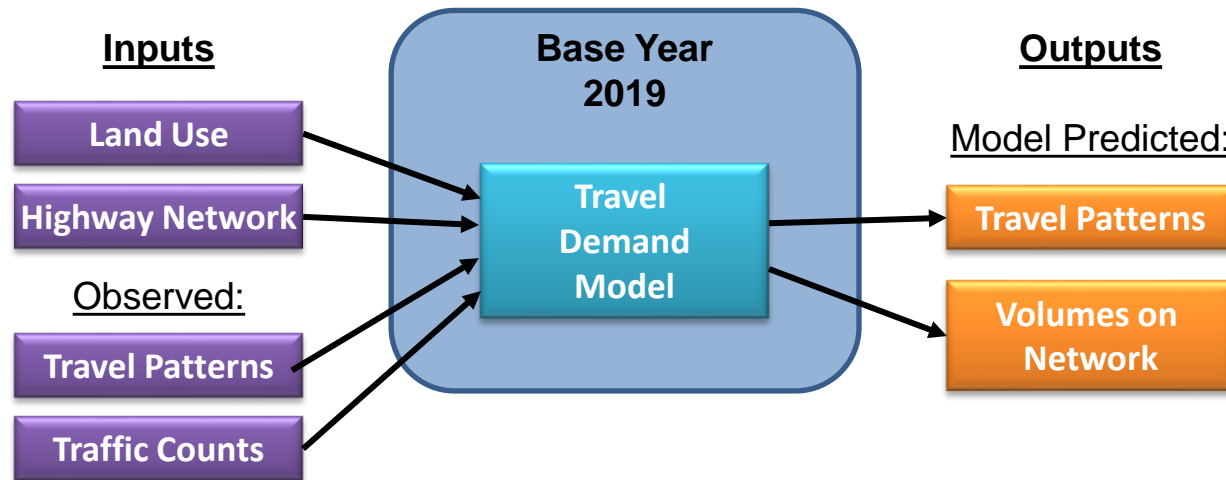 Inputs
Land Use
Highway Network
Observed:
Travel Patterns
Traffic Counts
Base Year
2019
Travel
Demand
Model
Outputs
Model Predicted:
Travel Patterns
Volumes on
Network